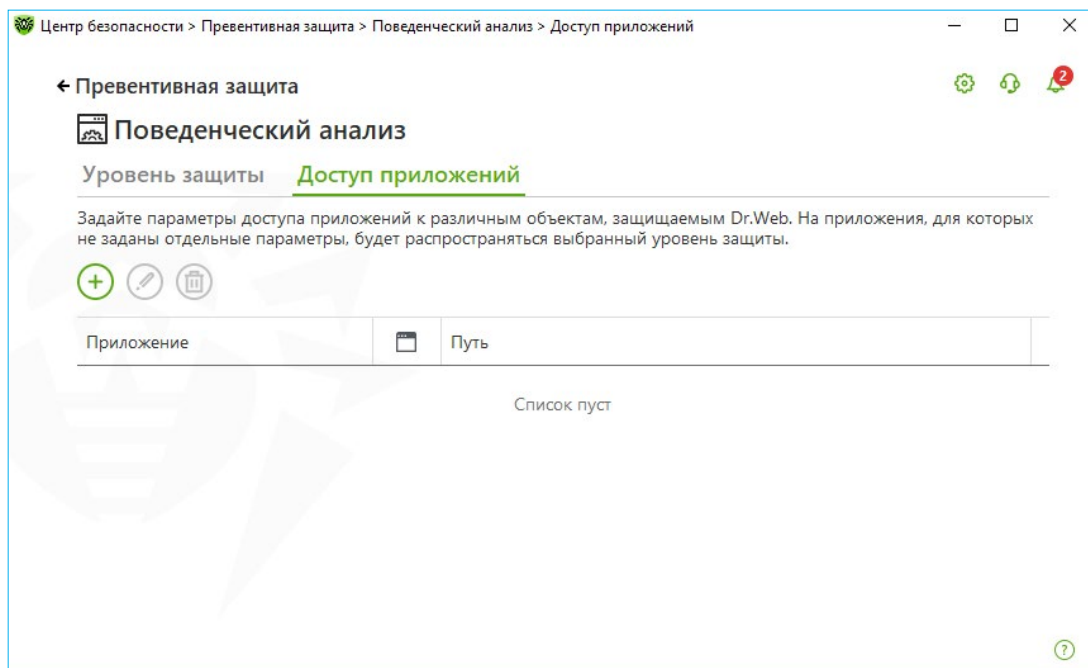 Центр безопасности > Превентивная защита > Поведенческий анализ > Доступ приложений
Превентивная защита
2
Поведенческий анализ
Уровень защиты Доступ приложений
Задайте параметры доступа приложений к различным объектам, защищаемым Dr.Web. На приложения, для которых
не заданы отдельные параметры, будет распространяться выбранный уровень защиты.
Приложение Путь
Список пуст
?